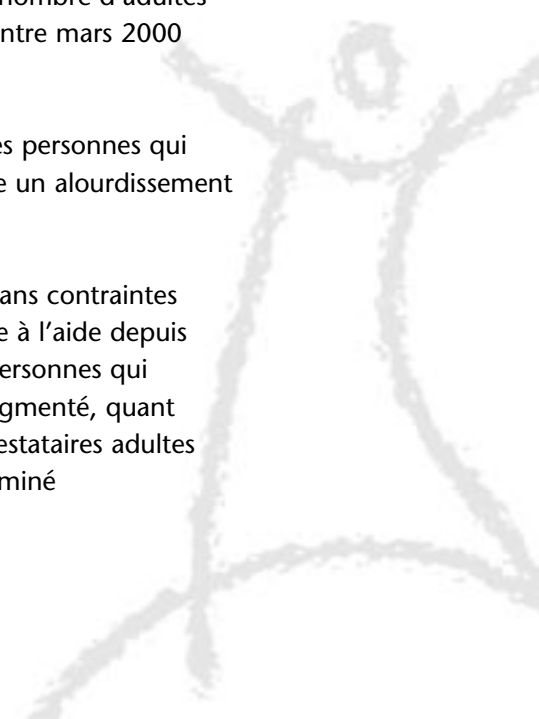 nombre d'adultes
ntre mars 2000
es personnes qui
e un alourdissement
ans contraintes
e à l'aide depuis
ersonnes qui
gmenté, quant
estataires adultes
miné